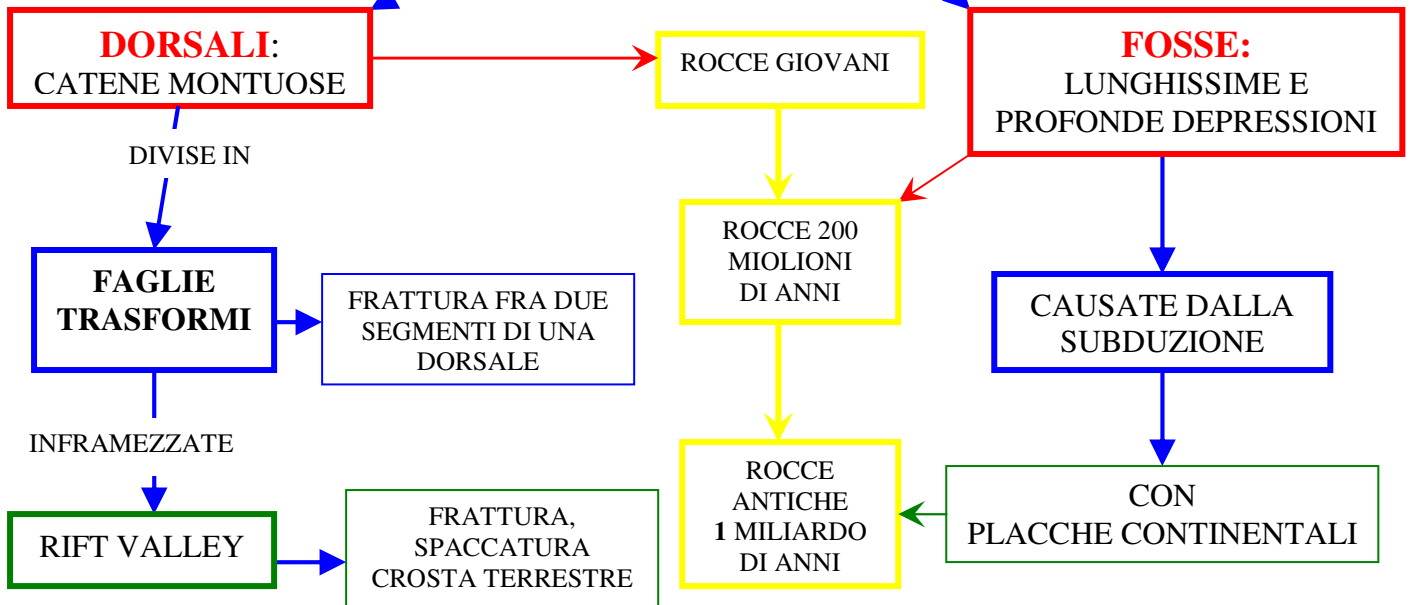 DORSALI:
CATENE MONTUOSE
ROCCE GIOVANI
FOSSE:
LUNGHISSIME E
PROFONDE DEPRESSIONI
DIVISE IN
ROCCE 200
MIOLIONI
DI ANNI
FAGLIE
TRASFORMI
FRATTURA FRA DUE
SEGMENTI DI UNA
DORSALE
CAUSATE DALLA
SUBDUZIONE
INFRAMEZZATE
ROCCE
ANTICHE
1 MILIARDO
DI ANNI
CON
PLACCHE CONTINENTALI
RIFT VALLEY
FRATTURA,
SPACCATURA
CROSTA TERRESTRE